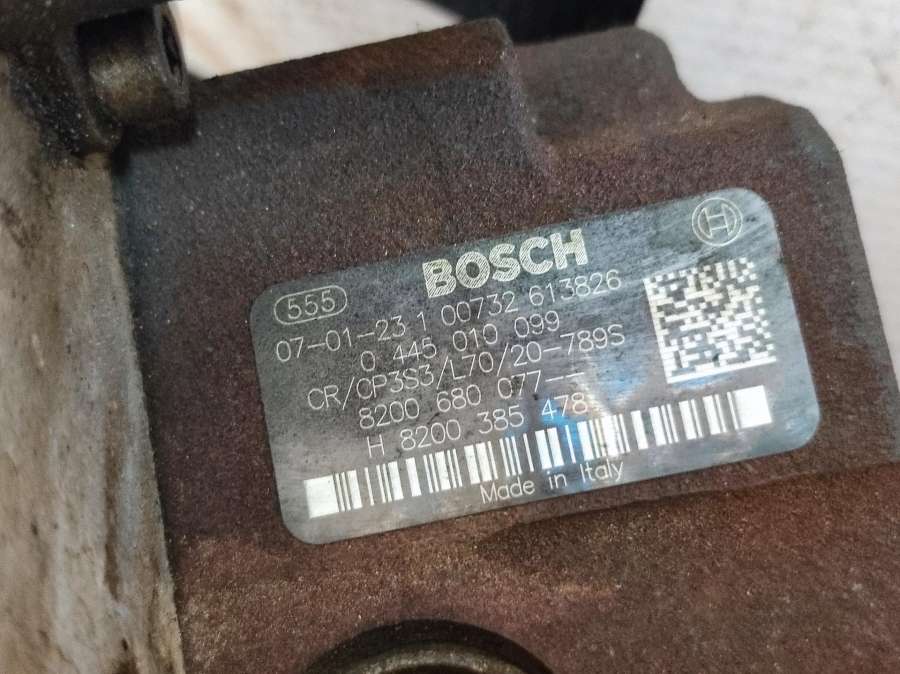 BOSCH
555
07-01-23 1 00732 613826
0 445 010 099
CR/CP3S3/L70/20-789S
8200 680 077--
H 8200 385 478
Made in Italy